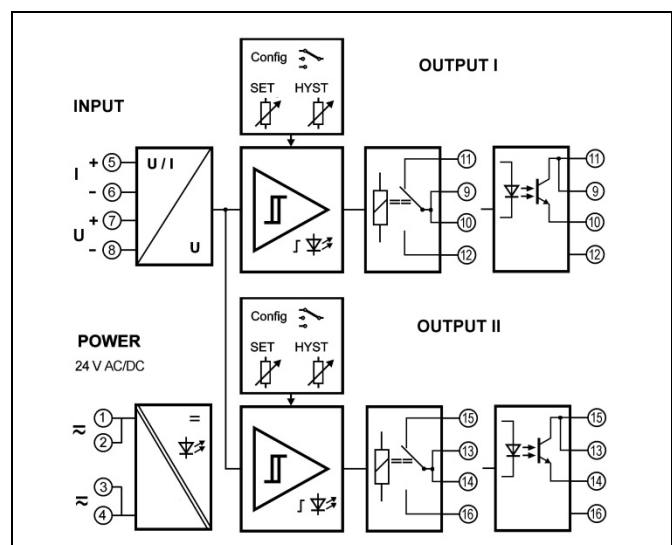 Config
SET HYST
OUTPUT I
INPUT
I + 5
- 6
U + 7
- 8
U / I
U
11
9
10
12
11
9
10
12
Config
SET HYST
OUTPUT II
POWER
24 V AC/DC
1
2
3
4
=
15
13
14
16
15
13
14
16